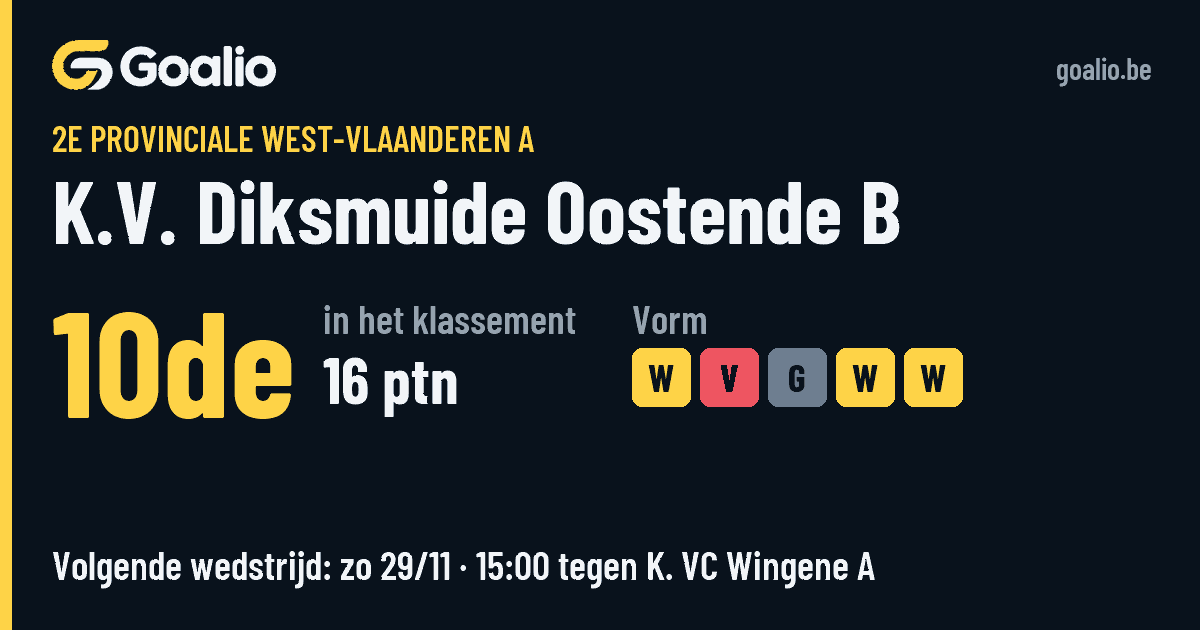 Goalio
goalio.be
2E PROVINCIALE WEST-VLAANDEREN A
K.V. Diksmuide Oostende B
10de
in het klassement
16 ptn
Vorm
W V G W W
Volgende wedstrijd: zo 29/11 · 15:00 tegen K. VC Wingene A